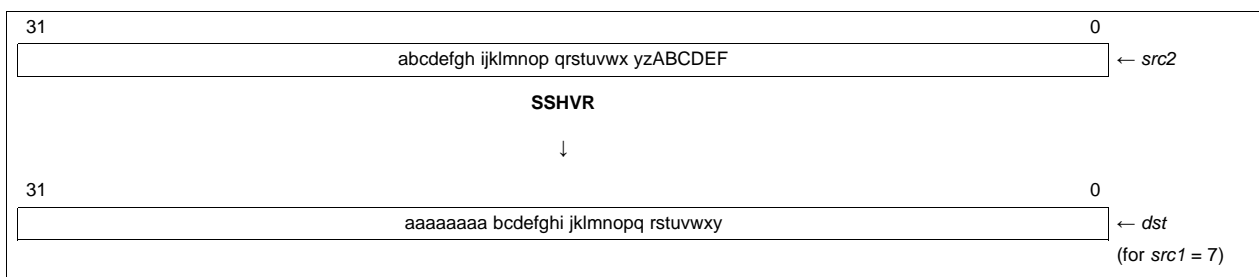 31 0
abcdefgh ijklmnop qrstuvwx yzABCDEF ← src2
SSHVR
↓
31 0
aaaaaaaa bcdefghi jklmnopq rstuvwxy ← dst
(for src1 = 7)